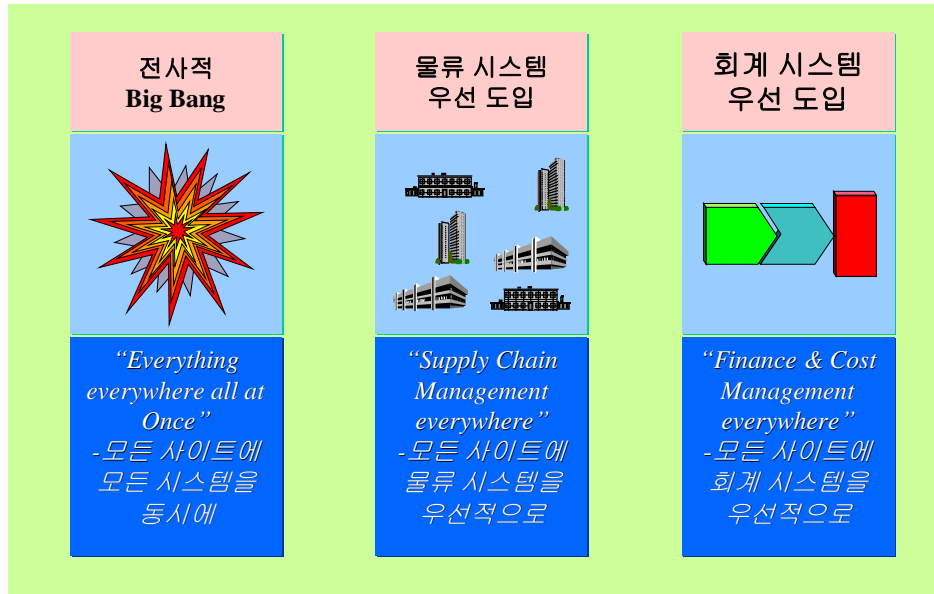 전사적
Big Bang
“Everything
everywhere all at
Once”
-모든 사이트에
모든 시스템을
동시에
물류 시스템
우선 도입
“Supply Chain
Management
everywhere”
-모든 사이트에
물류 시스템을
우선적으로
회계 시스템
우선 도입
“Finance & Cost
Management
everywhere”
-모든 사이트에
회계 시스템을
우선적으로